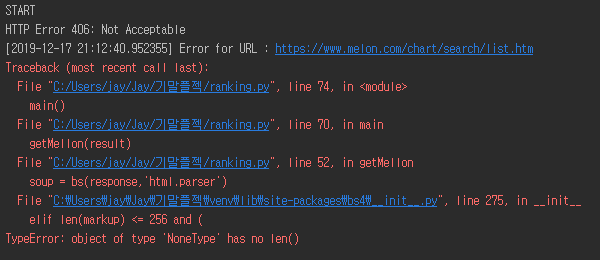 START
HTTP Error 406: Not Acceptable
[2019-12-17 21:12:40.952355] Error for URL : https://www.melon.com/chart/search/list.htm
Traceback (most recent call last):
  File "C:/Users/jay/Jay/기말플젝/ranking.py", line 74, in <module>
    main()
  File "C:/Users/jay/Jay/기말플젝/ranking.py", line 70, in main
    getMellon(result)
  File "C:/Users/jay/Jay/기말플젝/ranking.py", line 52, in getMellon
    soup = bs(response,'html.parser')
  File "C:₩Users₩jay₩Jay₩기말플젝₩venv₩lib₩site-packages₩bs4₩__init__.py", line 275, in __init__
    elif len(markup) <= 256 and (
TypeError: object of type 'NoneType' has no len()